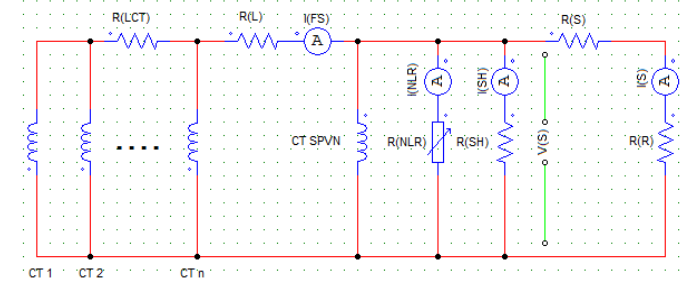 R(LCT)
R(L)
I(FS)
A
R(S)
I(NLR)
A
I(SH)
A
I(S)
A
CT SPVN
R(NLR)
R(SH)
V(S)
R(R)
CT 1
CT 2
CT n